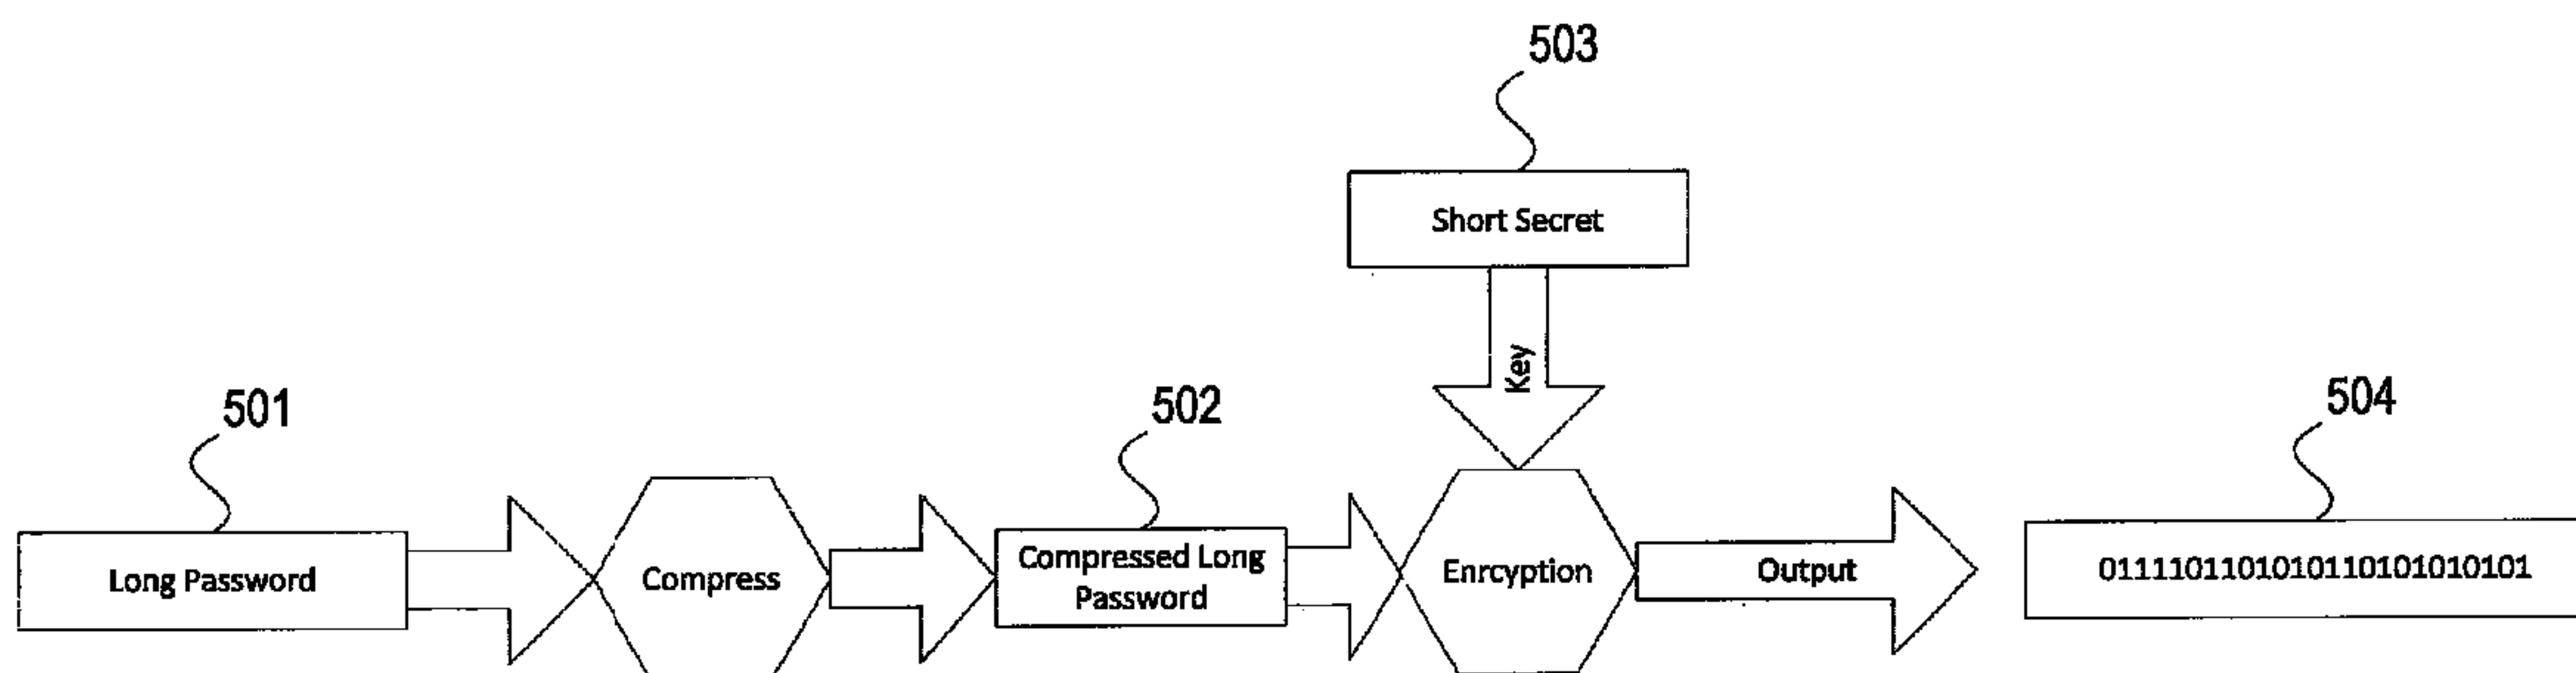 503
Short Secret
Key
501
502
504
Long Password
Compress
Compressed Long
Password
Enrcyption
Output
0111101101010110101010101